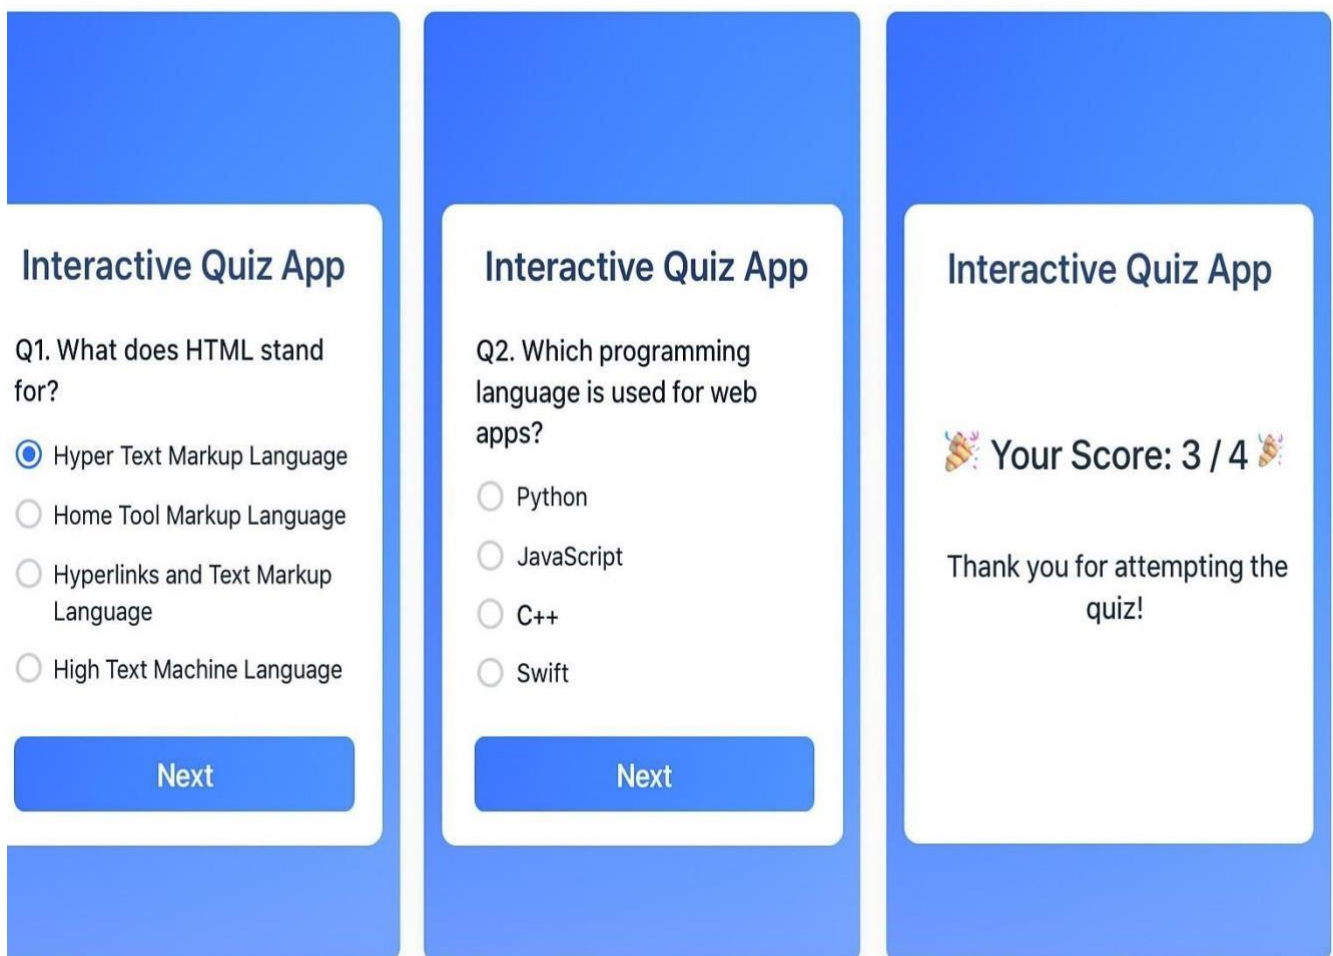 Interactive Quiz App
Q1. What does HTML stand
for?
Hyper Text Markup Language
Home Tool Markup Language
Hyperlinks and Text Markup
Language
High Text Machine Language
Next
Interactive Quiz App
Q2. Which programming
language is used for web
apps?
Python
JavaScript
C++
Swift
Next
Interactive Quiz App
🎉 Your Score: 3 / 4 🎉
Thank you for attempting the
quiz!